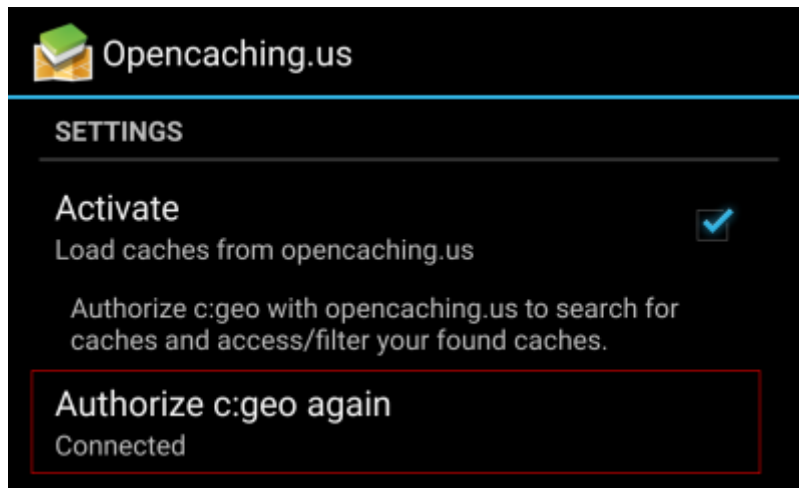 Opencaching.us
SETTINGS
Activate
Load caches from opencaching.us
Authorize c:geo with opencaching.us to search for
caches and access/filter your found caches.
Authorize c:geo again
Connected